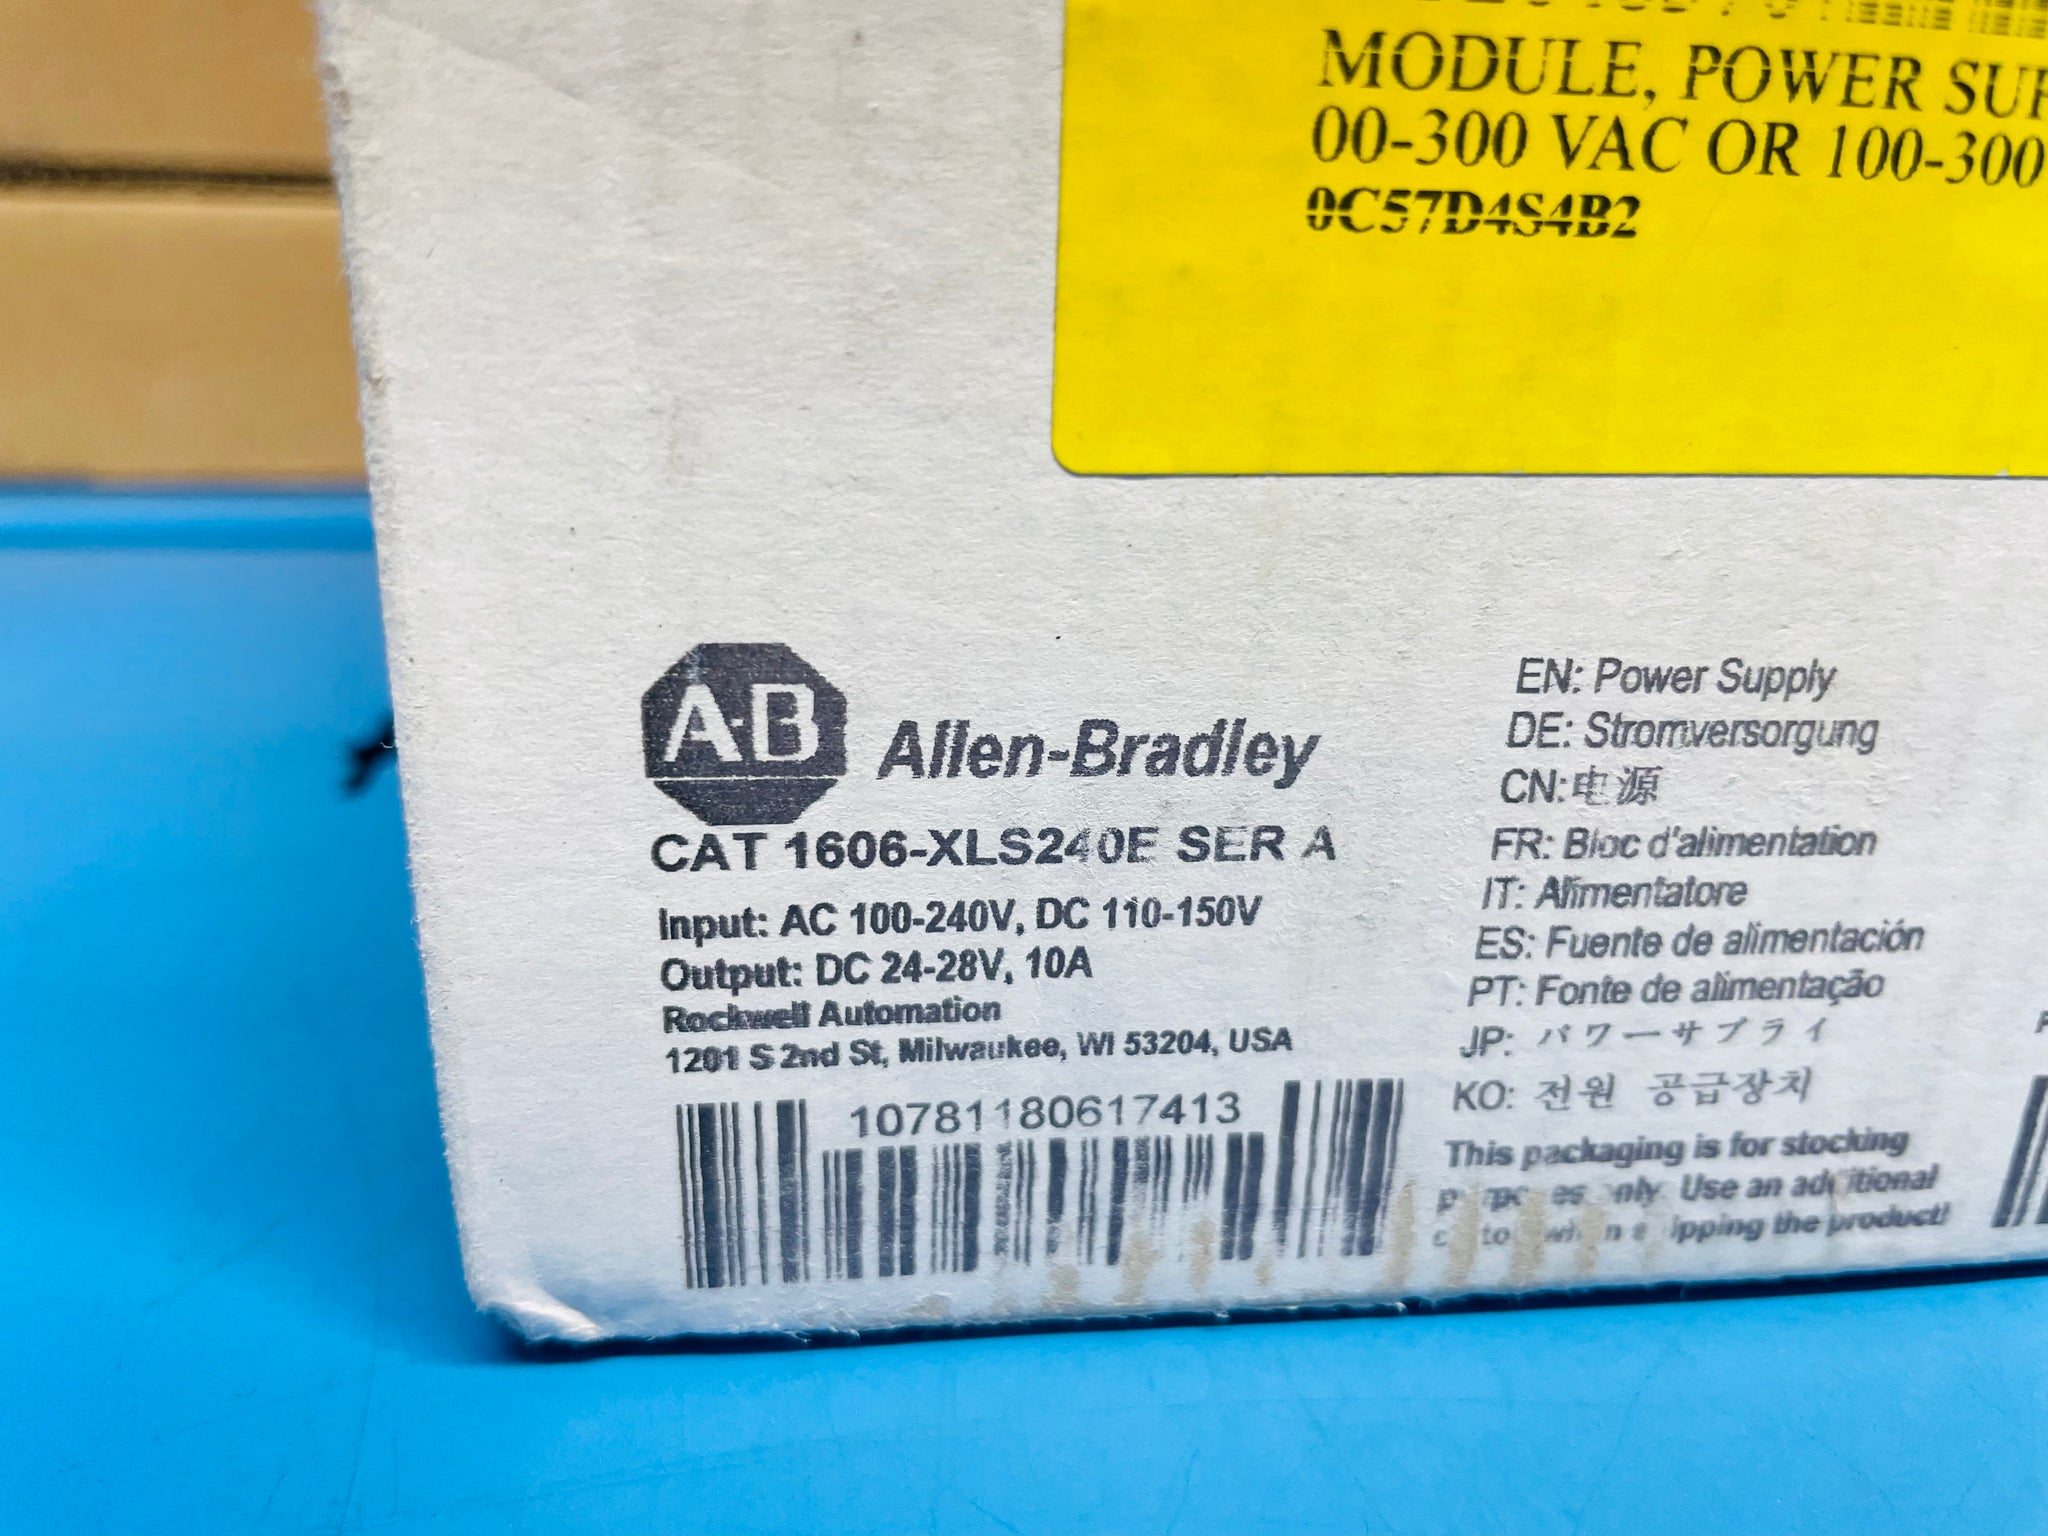 MODULE, POWER
00-300 VAC OR 100-300
0C57D4S4B2
A-B
Allen-Bradley
CAT 1606-XLS240E SER A
Input: AC 100-240V, DC 110-150V
Output: DC 24-28V, 10A
Rockwell Automation
1201 S 2nd St, Milwaukee, WI 53204, USA
10781180617413
EN: Power Supply
DE: Stromversorgung
CN:电源
FR: Bloc d'alimentation
IT: Alimentatore
ES: Fuente de alimentación
PT: Fonte de alimentação
JP: パワーサプライ
KO: 전원 공급장치
This packaging is for stocking
Use an additional
the product!